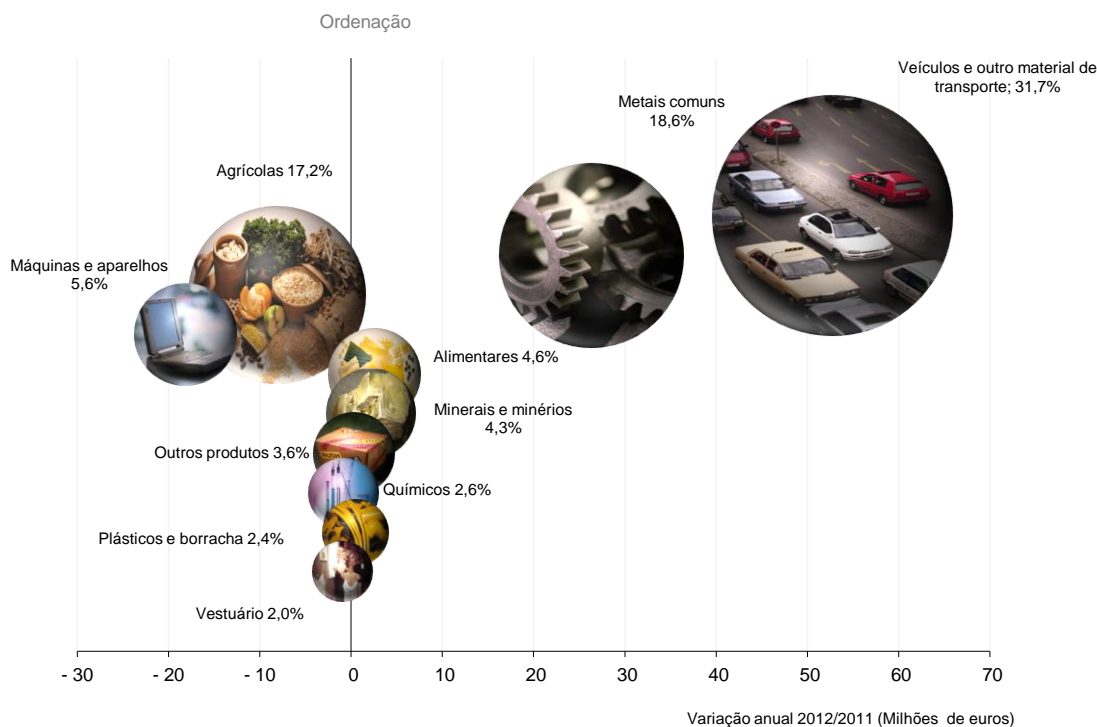 Ordenação
Veículos e outro material de
transporte; 31,7%
Metais comuns
18,6%
Agrícolas 17,2%
Máquinas e aparelhos
5,6%
Alimentares 4,6%
Minerais e minérios
4,3%
Outros produtos 3,6%
Químicos 2,6%
Plásticos e borracha 2,4%
Vestuário 2,0%
- 30 - 20 - 10 0 10 20 30 40 50 60 70
Variação anual 2012/2011 (Milhões de euros)